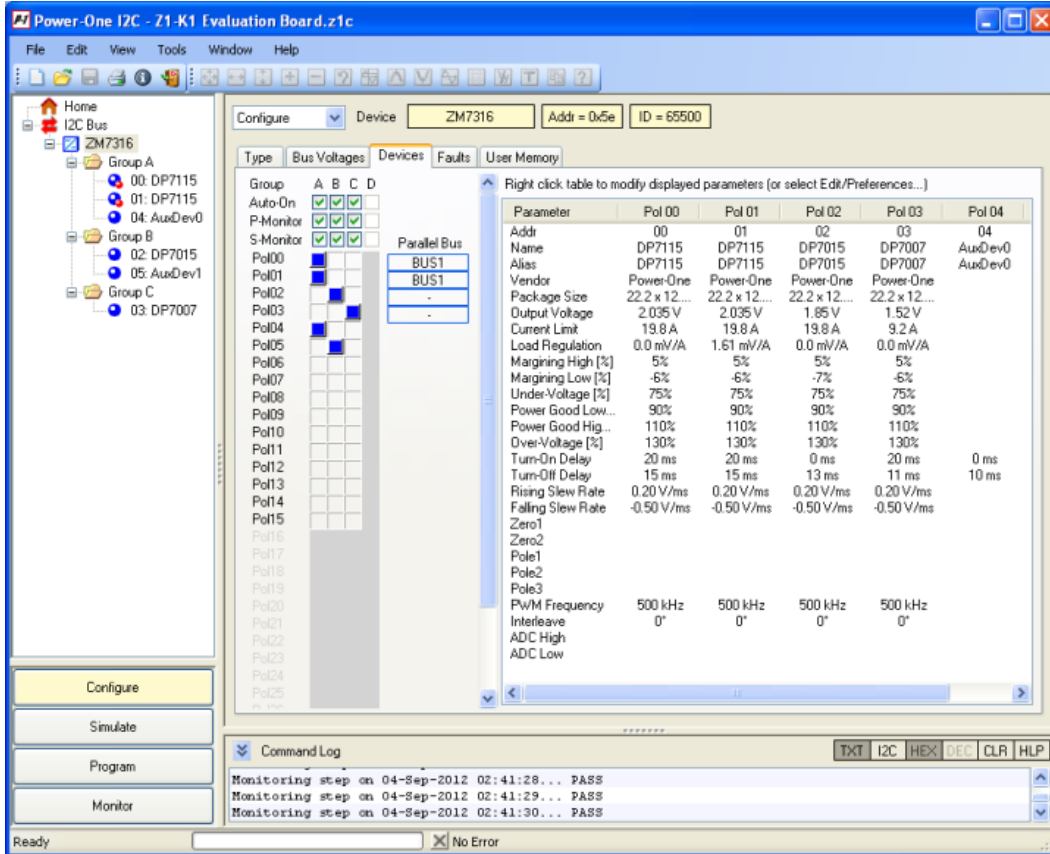 Power-One I2C - Z1-K1 Evaluation Board.z1c
File Edit View Tools Window Help
Home
I2C Bus
ZM7316
Group A
00: DP7115
01: DP7115
04: AuxDev0
Group B
02: DP7015
05: AuxDev1
Group C
03: DP7007
Configure
Simulate
Program
Monitor
Configure Device ZM7316 Addr = 0x5e ID = 65500
Type Bus Voltages Devices Faults User Memory
Group A B C D
Auto-On
P-Monitor
S-Monitor Parallel Bus
Pol00 BUS1
Pol01 BUS1
Pol02 -
Pol03 -
Pol04
Pol05
Pol06
Pol07
Pol08
Pol09
Pol10
Pol11
Pol12
Pol13
Pol14
Pol15
Pol16
Pol17
Pol18
Pol19
Pol20
Pol21
Pol22
Pol23
Pol24
Pol25
Right click table to modify displayed parameters (or select Edit/Preferences...)
Parameter Pol 00 Pol 01 Pol 02 Pol 03 Pol 04
Addr 00 01 02 03 04
Name DP7115 DP7115 DP7015 DP7007 AuxDev0
Alias DP7115 DP7115 DP7015 DP7007 AuxDev0
Vendor Power-One Power-One Power-One Power-One
Package Size 22.2 x 12.... 22.2 x 12.... 22.2 x 12.... 22.2 x 12....
Output Voltage 2.035 V 2.035 V 1.85 V 1.52 V
Current Limit 19.8 A 19.8 A 19.8 A 9.2 A
Load Regulation 0.0 mV/A 1.61 mV/A 0.0 mV/A 0.0 mV/A
Margining High [%] 5% 5% 5% 5%
Margining Low [%] -6% -6% -7% -6%
Under-Voltage [%] 75% 75% 75% 75%
Power Good Low... 90% 90% 90% 90%
Power Good Hig... 110% 110% 110% 110%
Over-Voltage [%] 130% 130% 130% 130%
Turn-On Delay 20 ms 20 ms 0 ms 20 ms 0 ms
Turn-Off Delay 15 ms 15 ms 13 ms 11 ms 10 ms
Rising Slew Rate 0.20 V/ms 0.20 V/ms 0.20 V/ms 0.20 V/ms
Falling Slew Rate -0.50 V/ms -0.50 V/ms -0.50 V/ms -0.50 V/ms
Zero1
Zero2
Pole1
Pole2
Pole3
PWM Frequency 500 kHz 500 kHz 500 kHz 500 kHz
Interleave 0° 0° 0° 0°
ADC High
ADC Low
Command Log TXT I2C HEX DEC CLR HLP
Monitoring step on 04-Sep-2012 02:41:28... PASS
Monitoring step on 04-Sep-2012 02:41:29... PASS
Monitoring step on 04-Sep-2012 02:41:30... PASS
Ready No Error